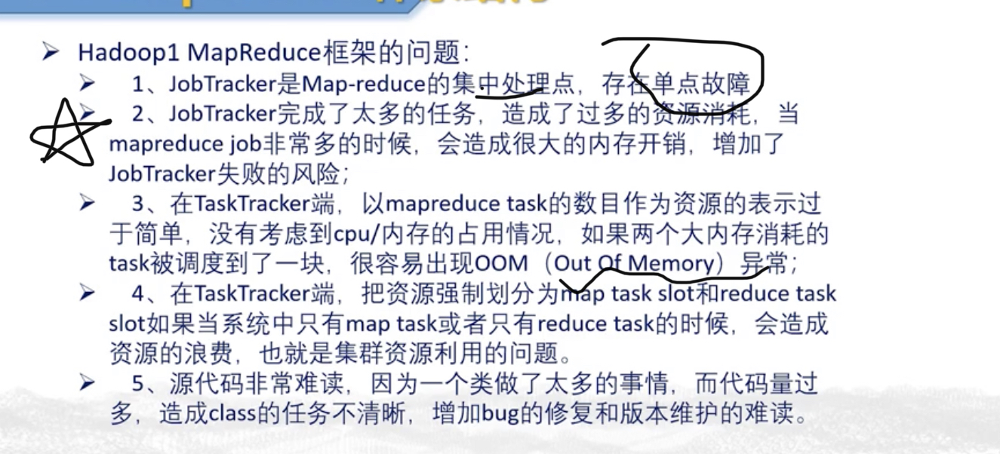 Hadoop1 MapReduce框架的问题：
1、JobTracker是Map-reduce的集中处理点，存在单点故障
2、JobTracker完成了太多的任务，造成了过多的资源消耗，当
mapreduce job非常多的时候，会造成很大的内存开销，增加了
JobTracker失败的风险；
3、在TaskTracker端，以mapreduce task的数目作为资源的表示过
于简单，没有考虑到cpu/内存的占用情况，如果两个大内存消耗的
task被调度到了一块，很容易出现OOM（Out Of Memory）异常；
4、在TaskTracker端，把资源强制划分为map task slot和reduce task
slot如果当系统中只有map task或者只有reduce task的时候，会造成
资源的浪费，也就是集群资源利用的问题。
5、源代码非常难读，因为一个类做了太多的事情，而代码量过
多，造成class的任务不清晰，增加bug的修复和版本维护的难读。